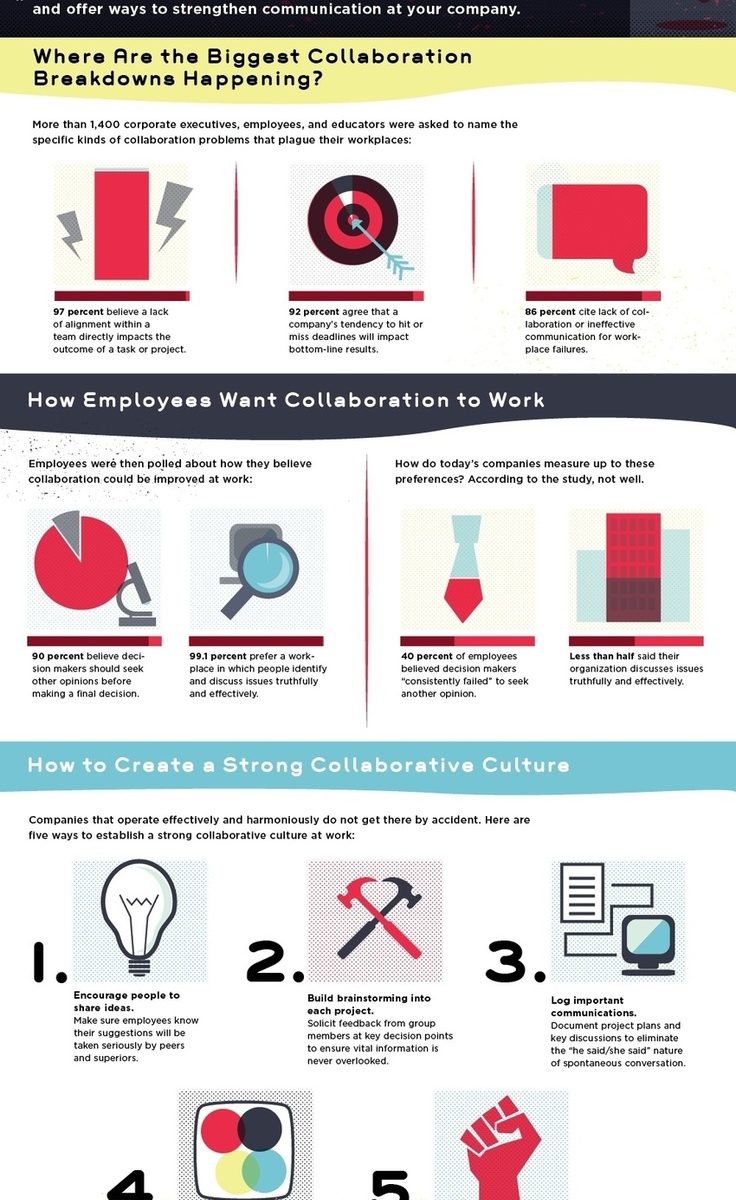 and offer ways to strengthen communication at your company.
Where Are the Biggest Collaboration
Breakdowns Happening?
More than 1,400 corporate executives, employees, and educators were asked to name the
specific kinds of collaboration problems that plague their workplaces:
97 percent believe a lack
of alignment within a
team directly impacts the
outcome of a task or project.
92 percent agree that a
company's tendency to hit or
miss deadlines will impact
bottom-line results.
86 percent cite lack of col-
laboration or ineffective
communication for work-
place failures.
How Employees Want Collaboration to Work
Employees were then polled about how they believe
collaboration could be improved at work:
How do today's companies measure up to these
preferences? According to the study, not well.
90 percent believe deci-
sion makers should seek
other opinions before
making a final decision.
99.1 percent prefer a work-
place in which people identify
and discuss issues truthfully
and effectively.
40 percent of employees
believed decision makers
“consistently failed” to seek
another opinion.
Less than half said their
organization discusses issues
truthfully and effectively.
How to Create a Strong Collaborative Culture
Companies that operate effectively and harmoniously do not get there by accident. Here are
five ways to establish a strong collaborative culture at work:
1.
Encourage people to
share ideas.
Make sure employees know
their suggestions will be
taken seriously by peers
and superiors.
2.
Build brainstorming into
each project.
Solicit feedback from group
members at key decision points
to ensure vital information is
never overlooked.
3.
Log important
communications.
Document project plans and
key discussions to eliminate
the “he said/she said” nature
of spontaneous conversation.
4.
5.